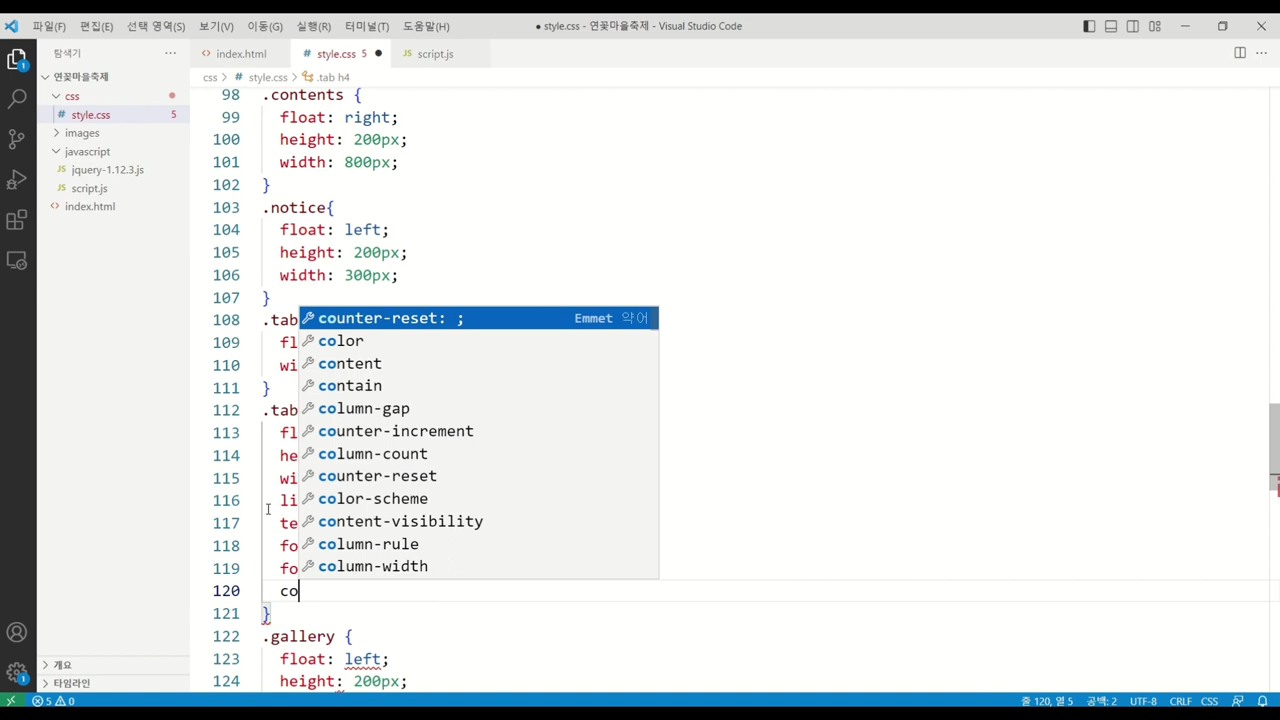 파일(F) 편집(E) 선택 영역(S) 보기(V) 이동(G) 실행(R) 터미널(T) 도움말(H) ● style.css - 연꽃마을축제 - Visual Studio Code
탐색기 ···
<> index.html # style.css 5 ● JS script.js ···
연꽃마을축제
css > # style.css > .tab h4
css
# style.css 5
images
javascript
JS jquery-1.12.3.js
JS script.js
<> index.html
98 .contents {
99 float: right;
100 height: 200px;
101 width: 800px;
102 }
103 .notice{
104 float: left;
105 height: 200px;
106 width: 300px;
107 }
108 .tab
counter-reset: ; Emmet 약어
109 fl
color
110 wi
content
111 }
contain
112 .tab
column-gap
113 fl
counter-increment
114 he
column-count
115 wi
counter-reset
116 li
color-scheme
117 te
content-visibility
118 fo
column-rule
119 fo
column-width
120 co
121 }
122 .gallery {
123 float: left;
124 height: 200px;
개요
타임라인
5 0 줄 120, 열 5 공백: 2 UTF-8 CRLF CSS